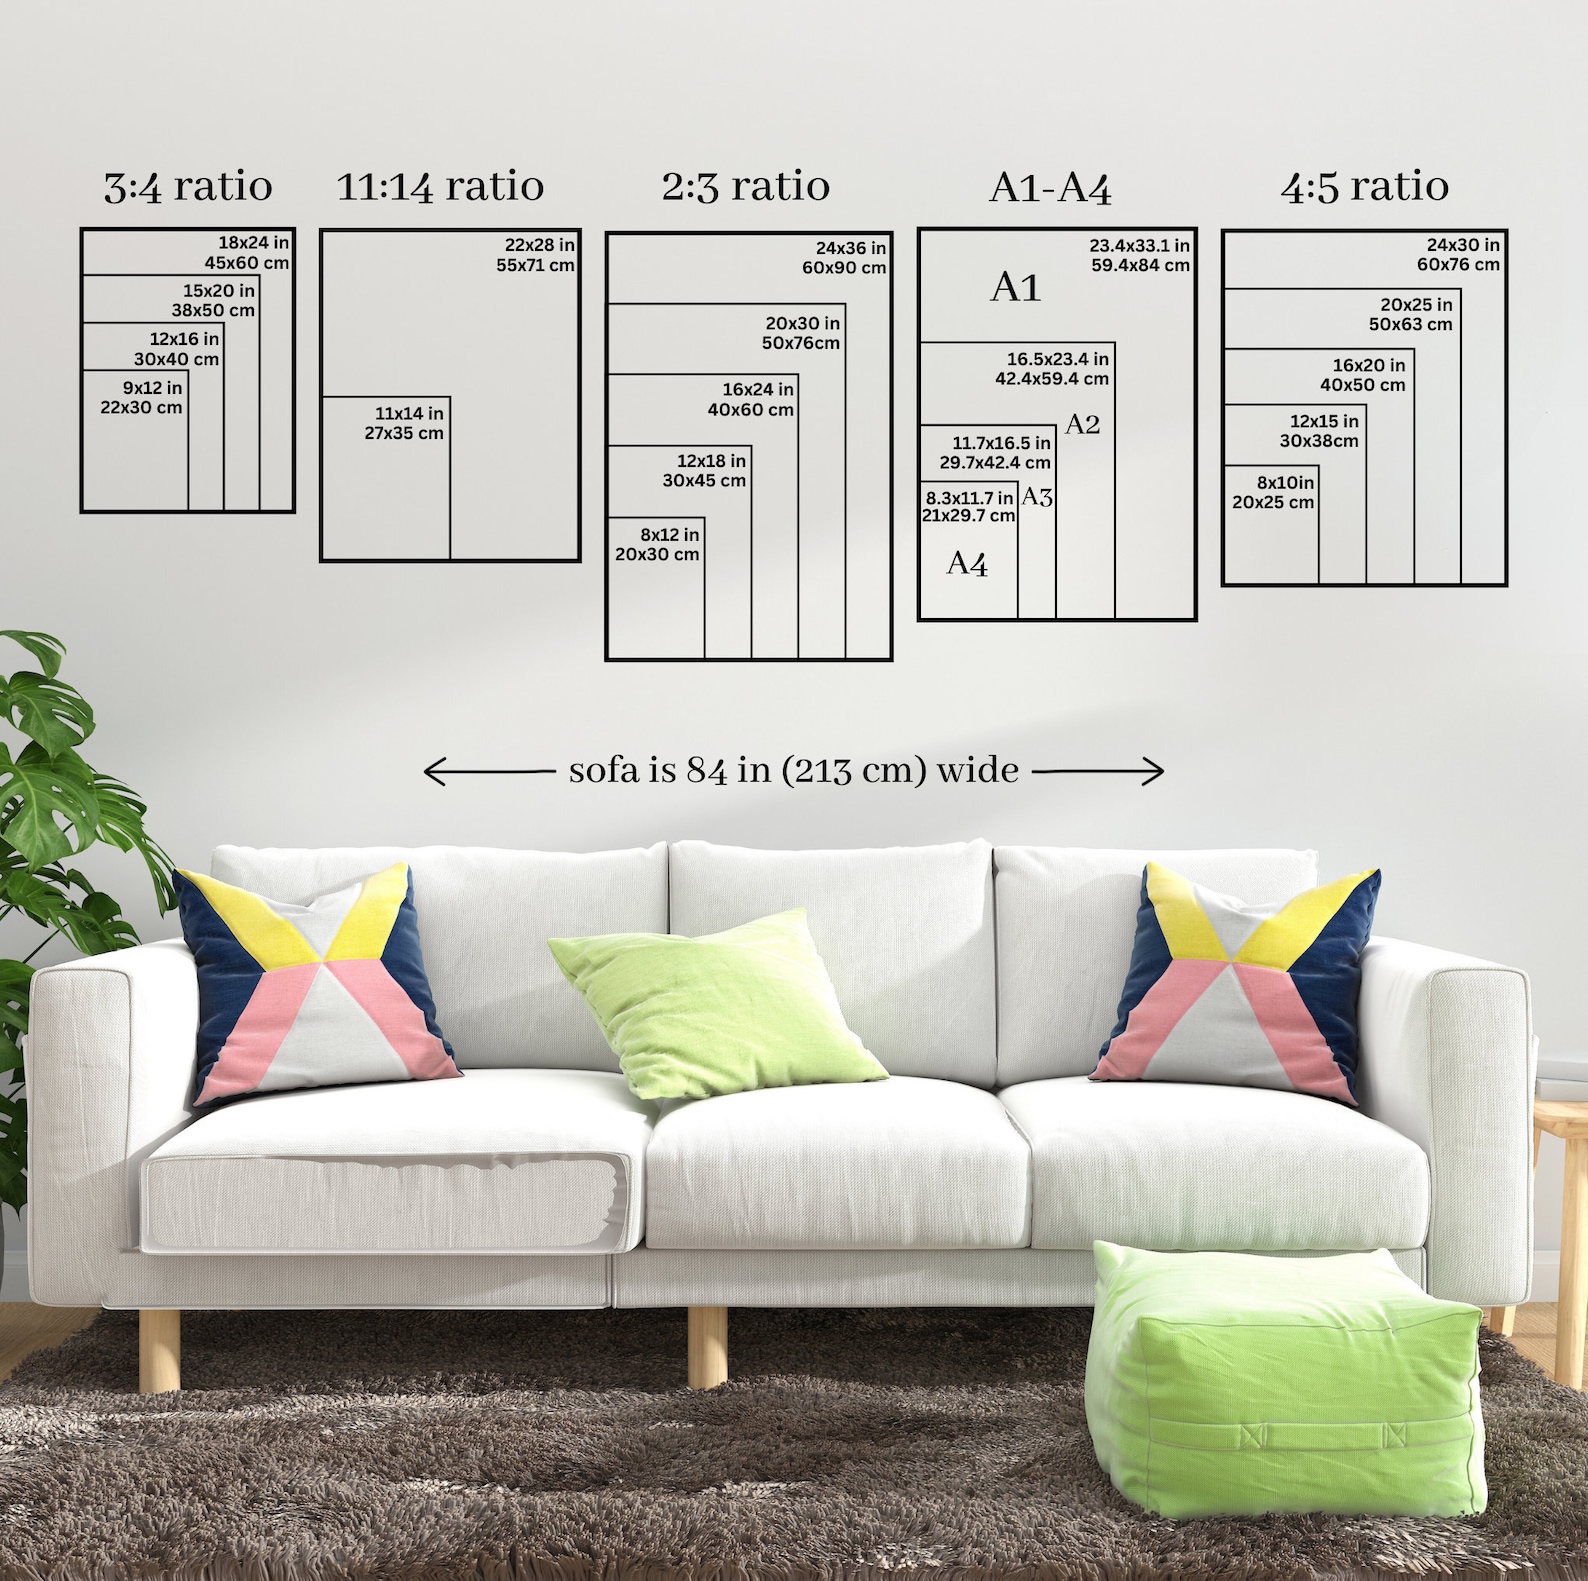 3:4 ratio
18x24 in
45x60 cm
15x20 in
38x50 cm
12x16 in
30x40 cm
9x12 in
22x30 cm
11:14 ratio
22x28 in
55x71 cm
11x14 in
27x35 cm
2:3 ratio
24x36 in
60x90 cm
20x30 in
50x76cm
16x24 in
40x60 cm
12x18 in
30x45 cm
8x12 in
20x30 cm
A1-A4
23.4x33.1 in
59.4x84 cm
A1
16.5x23.4 in
42.4x59.4 cm
A2
11.7x16.5 in
29.7x42.4 cm
A3
8.3x11.7 in
21x29.7 cm
A4
4:5 ratio
24x30 in
60x76 cm
20x25 in
50x63 cm
16x20 in
40x50 cm
12x15 in
30x38cm
8x10in
20x25 cm
sofa is 84 in (213 cm) wide